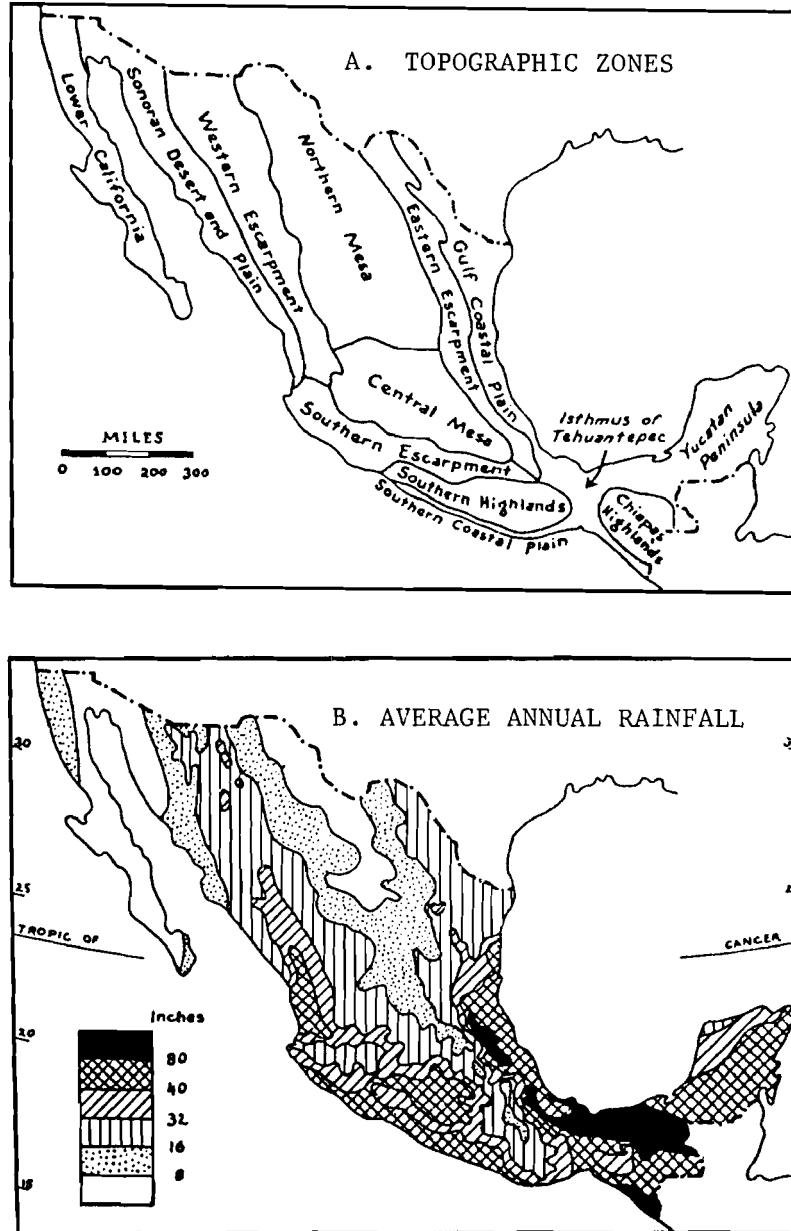 A. TOPOGRAPHIC ZONES
Lower California
Sonoran Desert and Plain
Western Escarpment
Northern Mesa
Eastern Escarpment
Gulf Coastal Plain
Central Mesa
Southern Escarpment
Southern Highlands
Southern Coastal Plain
Isthmus of
Tehuantepec
Yucatan
Peninsula
Chiapas
Highlands
MILES
0 100 200 300
B. AVERAGE ANNUAL RAINFALL
30
25
TROPIC OF
CANCER
20
15
Inches
80
40
32
16
8